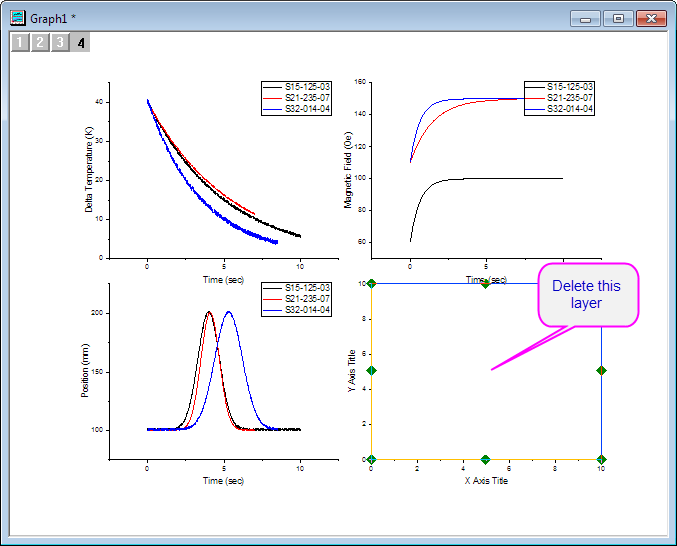 Graph1 *
1 2 3 4
S15-125-03
S21-235-07
S32-014-04
40
30
20
10
0
Delta Temperature (K)
0 5 10
Time (sec)
S15-125-03
S21-235-07
S32-014-04
160
140
120
100
80
60
Magnetic Field (Oe)
0 5
Time (sec)
S15-125-03
S21-235-07
S32-014-04
200
150
100
Position (mm)
0 5 10
Time (sec)
Delete this
layer
10
8
6
4
2
0
Y Axis Title
0 2 4 6 8 10
X Axis Title